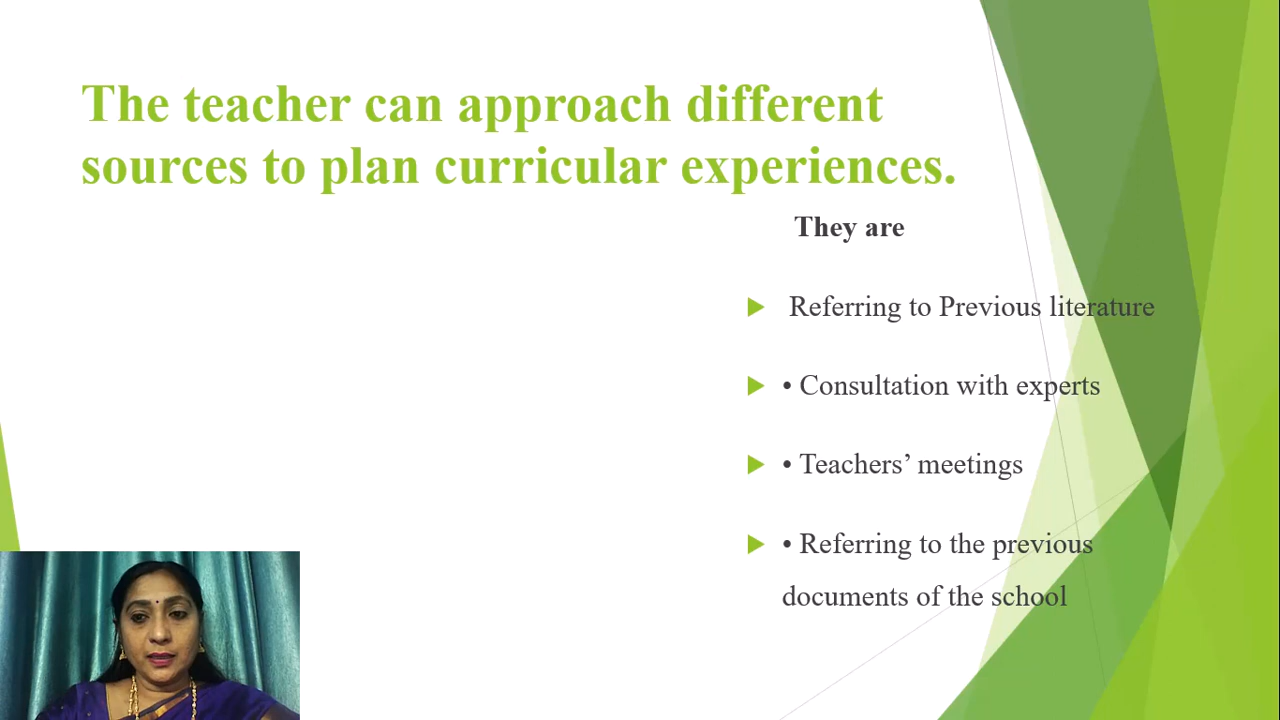 The teacher can approach different
sources to plan curricular experiences.
They are
Referring to Previous literature
• Consultation with experts
• Teachers’ meetings
• Referring to the previous
documents of the school